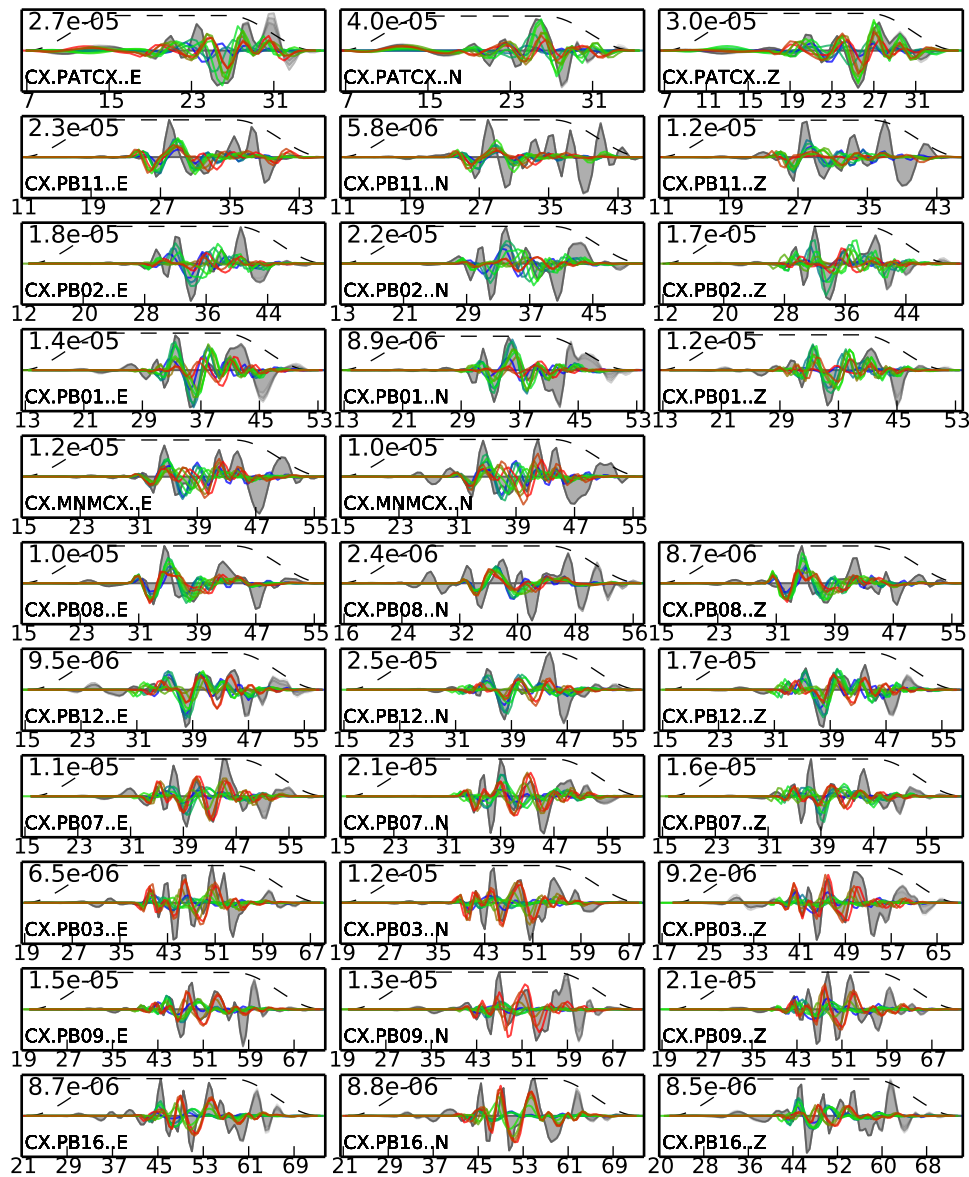 2.7e-05 4.0e-05 3.0e-05
CX.PATCX..E CX.PATCX..N CX.PATCX..Z
7 15 23 31 7 15 23 31 7 11 15 19 23 27 31
2.3e-05 5.8e-06 1.2e-05
CX.PB11..E CX.PB11..N CX.PB11..Z
11 19 27 35 43 11 19 27 35 43 11 19 27 35 43
1.8e-05 2.2e-05 1.7e-05
CX.PB02..E CX.PB02..N CX.PB02..Z
12 20 28 36 44 13 21 29 37 45 12 20 28 36 44
1.4e-05 8.9e-06 1.2e-05
CX.PB01..E CX.PB01..N CX.PB01..Z
13 21 29 37 45 53 13 21 29 37 45 53 13 21 29 37 45 53
1.2e-05 1.0e-05
CX.MNMCX..E CX.MNMCX..N
15 23 31 39 47 55 15 23 31 39 47 55
1.0e-05 2.4e-06 8.7e-06
CX.PB08..E CX.PB08..N CX.PB08..Z
15 23 31 39 47 55 16 24 32 40 48 56 15 23 31 39 47 55
9.5e-06 2.5e-05 1.7e-05
CX.PB12..E CX.PB12..N CX.PB12..Z
15 23 31 39 47 55 15 23 31 39 47 55 15 23 31 39 47 55
1.1e-05 2.1e-05 1.6e-05
CX.PB07..E CX.PB07..N CX.PB07..Z
15 23 31 39 47 55 15 23 31 39 47 55 15 23 31 39 47 55
6.5e-06 1.2e-05 9.2e-06
CX.PB03..E CX.PB03..N CX.PB03..Z
19 27 35 43 51 59 67 19 27 35 43 51 59 67 17 25 33 41 49 57 65
1.5e-05 1.3e-05 2.1e-05
CX.PB09..E CX.PB09..N CX.PB09..Z
19 27 35 43 51 59 67 19 27 35 43 51 59 67 19 27 35 43 51 59 67
8.7e-06 8.8e-06 8.5e-06
CX.PB16..E CX.PB16..N CX.PB16..Z
21 29 37 45 53 61 69 21 29 37 45 53 61 69 20 28 36 44 52 60 68